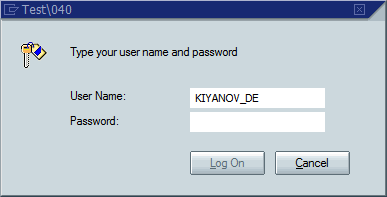 Test\040
Type your user name and password
User Name:
KIYANOV_DE
Password:
Log On
Cancel